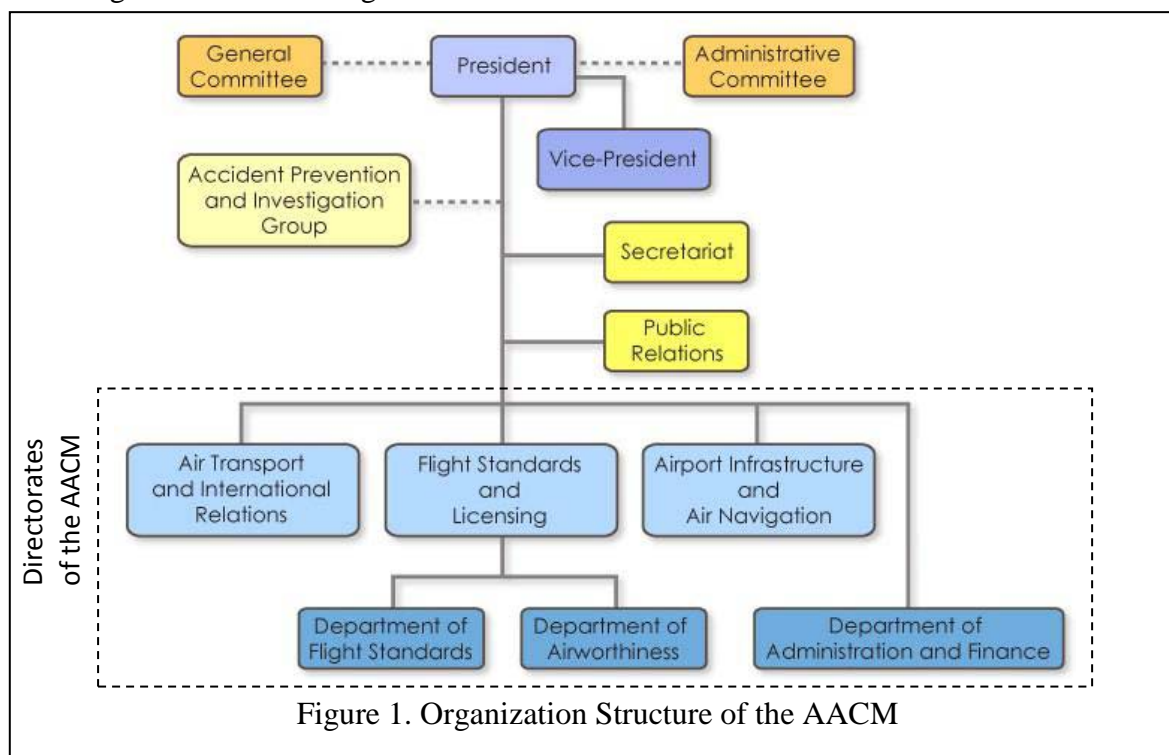 General
Committee
President
Administrative
Committee
Vice-President
Accident Prevention
and Investigation
Group
Secretariat
Public
Relations
Directorates
of the AACM
Air Transport
and International
Relations
Flight Standards
and
Licensing
Airport Infrastructure
and
Air Navigation
Department of
Flight Standards
Department of
Airworthiness
Department of
Administration and Finance
Figure 1. Organization Structure of the AACM